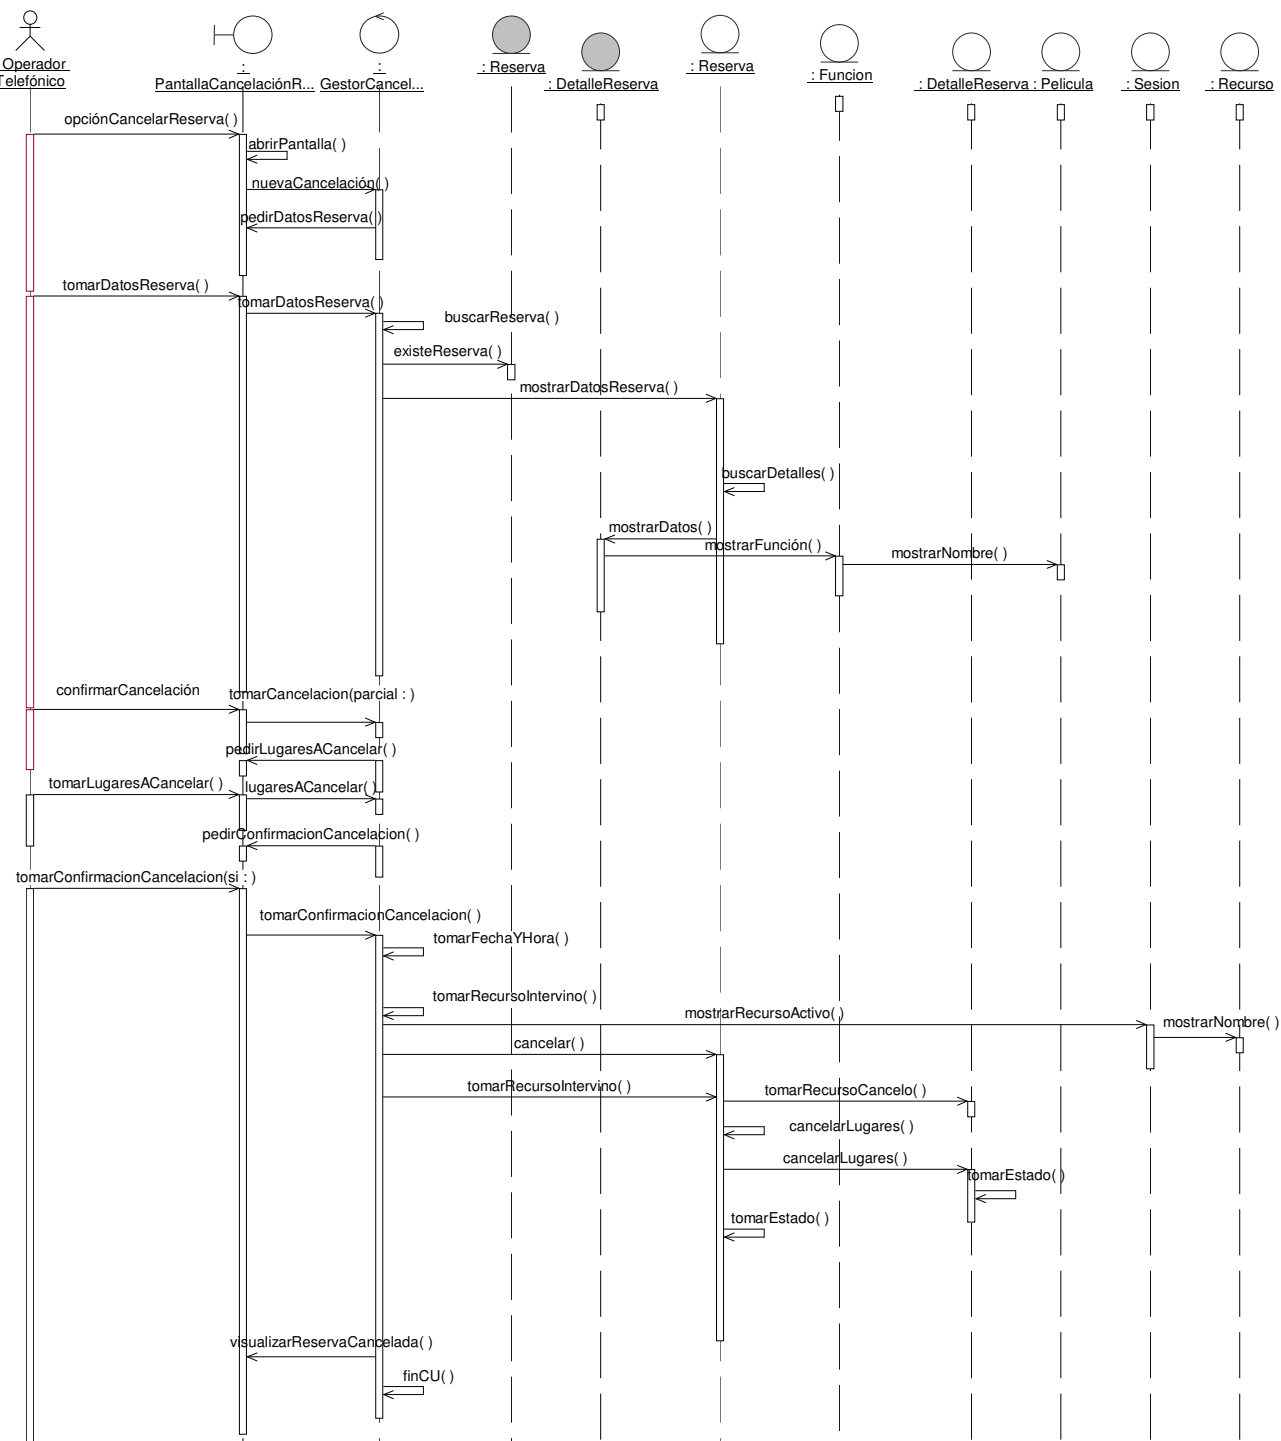 Operador
Telefónico
:
PantallaCancelaciónR...
:
GestorCancel...
: Reserva
: DetalleReserva
: Reserva
: Funcion
: DetalleReserva
: Pelicula
: Sesion
: Recurso
opciónCancelarReserva( )
abrirPantalla( )
nuevaCancelación( )
pedirDatosReserva( )
tomarDatosReserva( )
tomarDatosReserva( )
buscarReserva( )
existeReserva( )
mostrarDatosReserva( )
buscarDetalles( )
mostrarDatos( )
mostrarFunción( )
mostrarNombre( )
confirmarCancelación
tomarCancelacion(parcial : )
pedirLugaresACancelar( )
tomarLugaresACancelar( )
lugaresACancelar( )
pedirConfirmacionCancelacion( )
tomarConfirmacionCancelacion(si : )
tomarConfirmacionCancelacion( )
tomarFechaYHora( )
tomarRecursoIntervino( )
mostrarRecursoActivo( )
mostrarNombre( )
cancelar( )
tomarRecursoIntervino( )
tomarRecursoCancelo( )
cancelarLugares( )
cancelarLugares( )
tomarEstado( )
tomarEstado( )
visualizarReservaCancelada( )
finCU( )